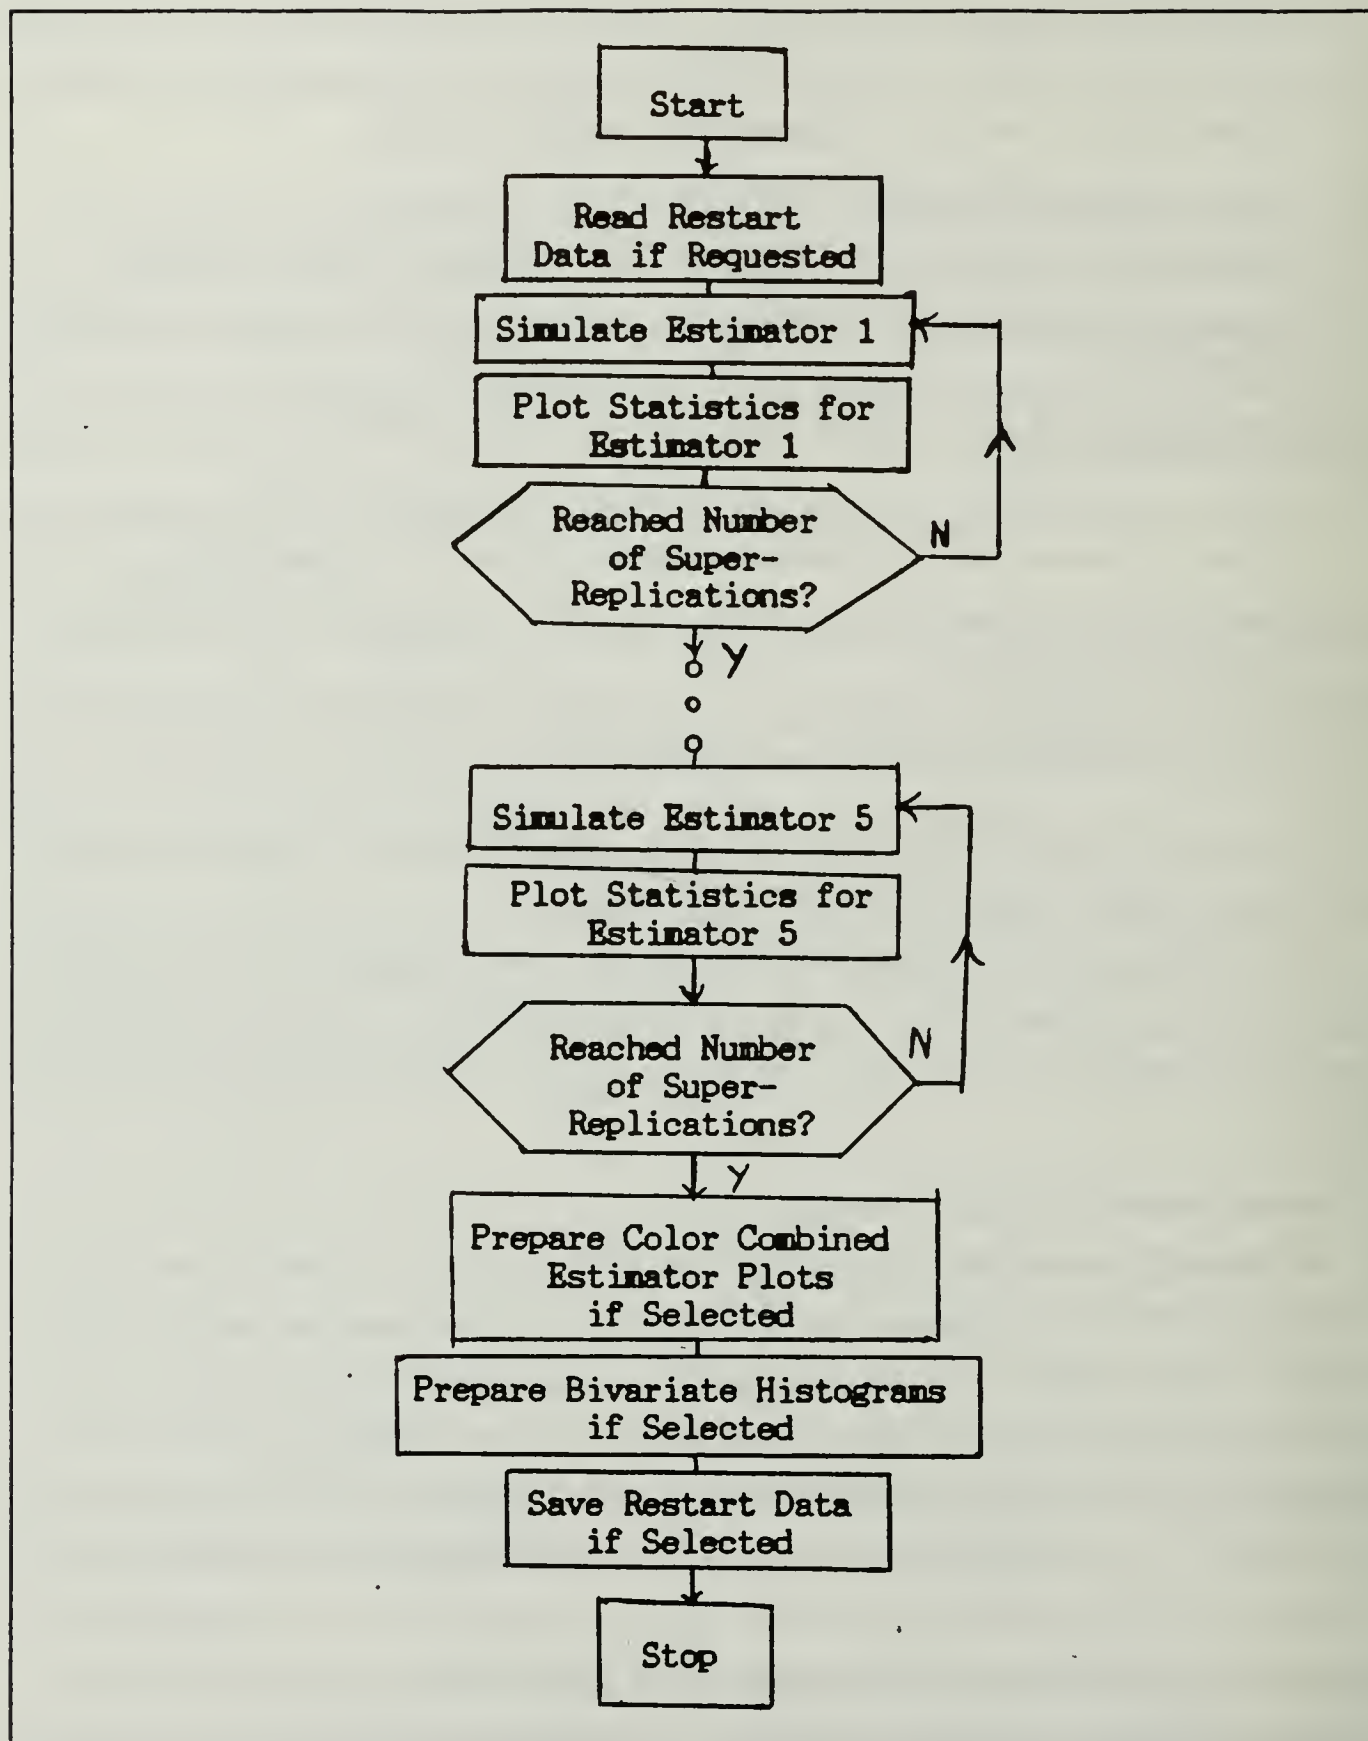 Start
Read Restart
Data if Requested
Simulate Estimator 1
Plot Statistics for
Estimator 1
Reached Number
of Super-
Replications?
N
Y
Simulate Estimator 5
Plot Statistics for
Estimator 5
Reached Number
of Super-
Replications?
N
Y
Prepare Color Combined
Estimator Plots
if Selected
Prepare Bivariate Histograms
if Selected
Save Restart Data
if Selected
Stop